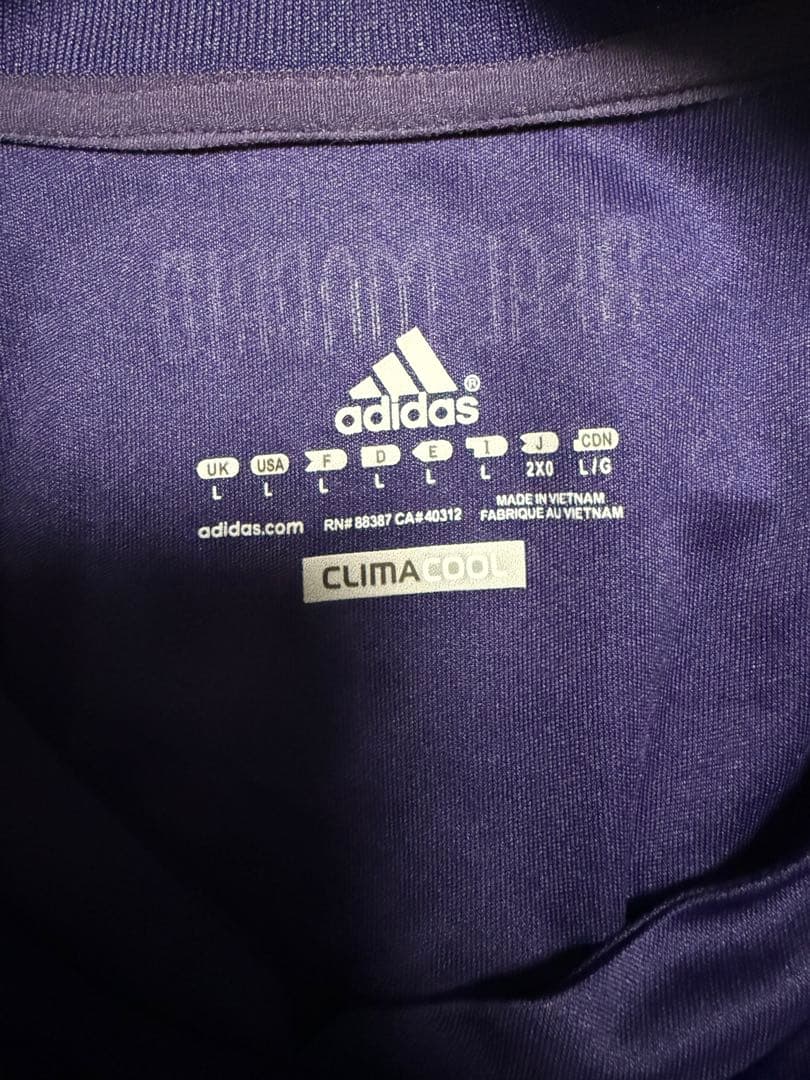 adidas®
UK USA F D E I J CDN
L L L L L L 2XO L/G
adidas.com RN# 88387 CA# 40312 MADE IN VIETNAM
FABRIQUE AU VIETNAM
CLIMACOOL